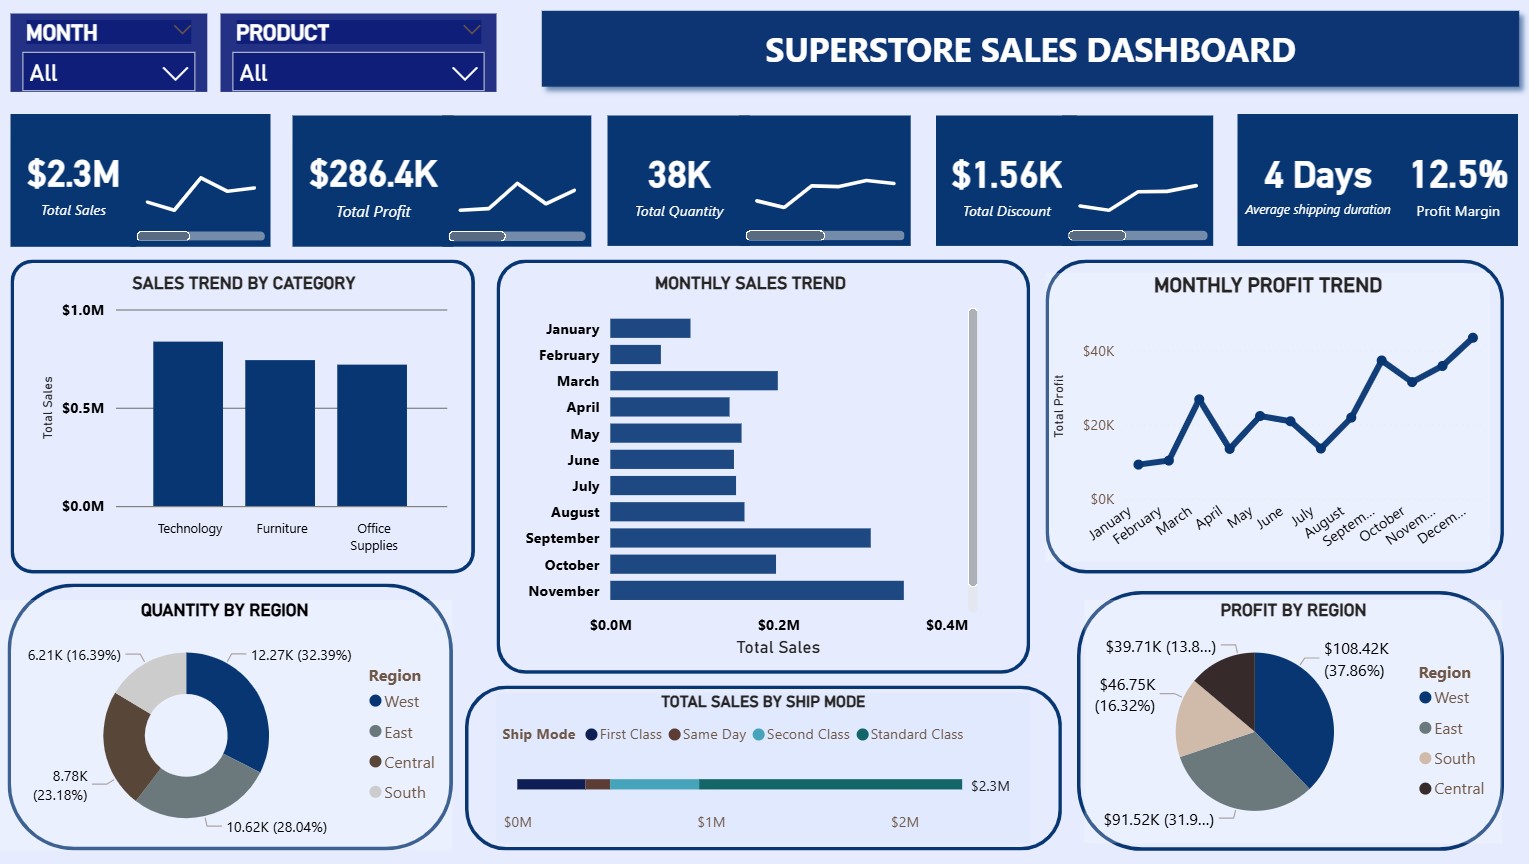 MONTH
All
PRODUCT
All
SUPERSTORE SALES DASHBOARD
$2.3M
Total Sales
$286.4K
Total Profit
38K
Total Quantity
$1.56K
Total Discount
4 Days
Average shipping duration
12.5%
Profit Margin
SALES TREND BY CATEGORY
$1.0M
$0.5M
$0.0M
Total Sales
Technology
Furniture
Office
Supplies
MONTHLY SALES TREND
January
February
March
April
May
June
July
August
September
October
November
$0.0M
$0.2M
$0.4M
Total Sales
MONTHLY PROFIT TREND
$40K
$20K
$0K
Total Profit
January
February
March
April
May
June
July
August
Septem...
October
Novem...
Decem...
QUANTITY BY REGION
6.21K (16.39%)
12.27K (32.39%)
8.78K
(23.18%)
10.62K (28.04%)
Region
West
East
Central
South
TOTAL SALES BY SHIP MODE
Ship Mode First Class Same Day Second Class Standard Class
$2.3M
$0M
$1M
$2M
PROFIT BY REGION
$39.71K (13.8...)
$108.42K
(37.86%)
$46.75K
(16.32%)
$91.52K (31.9...)
Region
West
East
South
Central